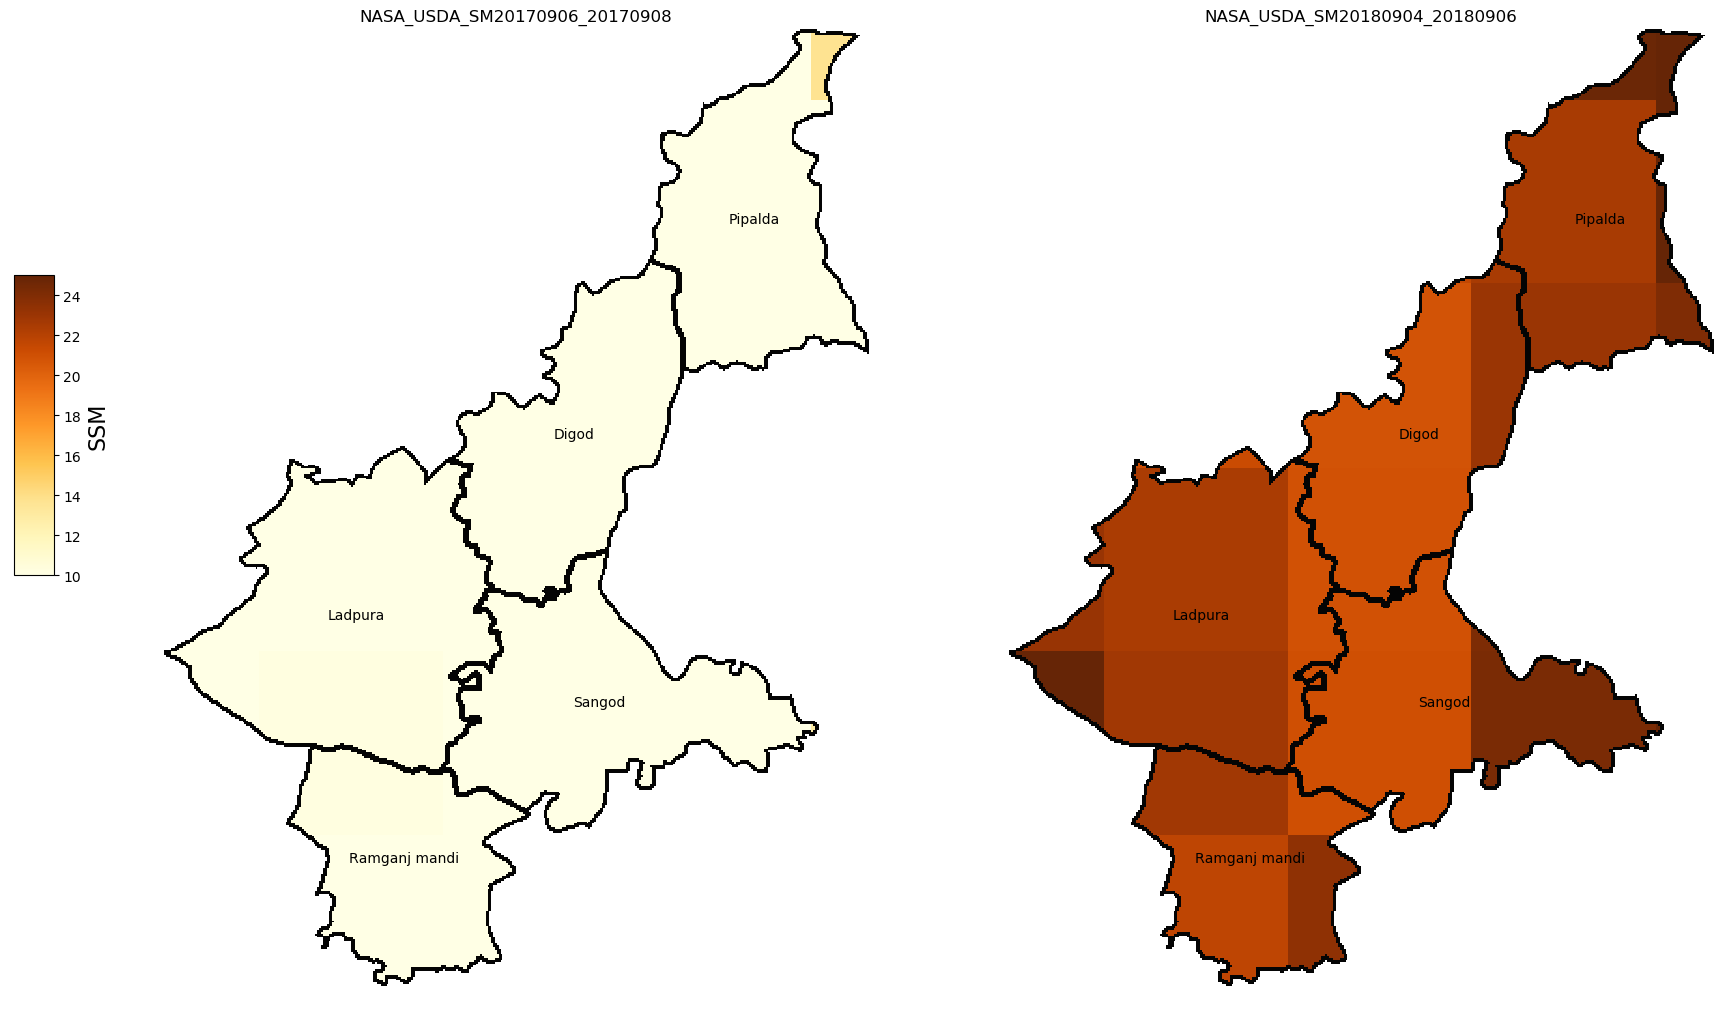 NASA_USDA_SM20170906_20170908
NASA_USDA_SM20180904_20180906
Pipalda
Pipalda
24
22
20
18
16
14
12
10
SSM
Digod
Digod
Ladpura
Ladpura
Sangod
Sangod
Ramganj mandi
Ramganj mandi